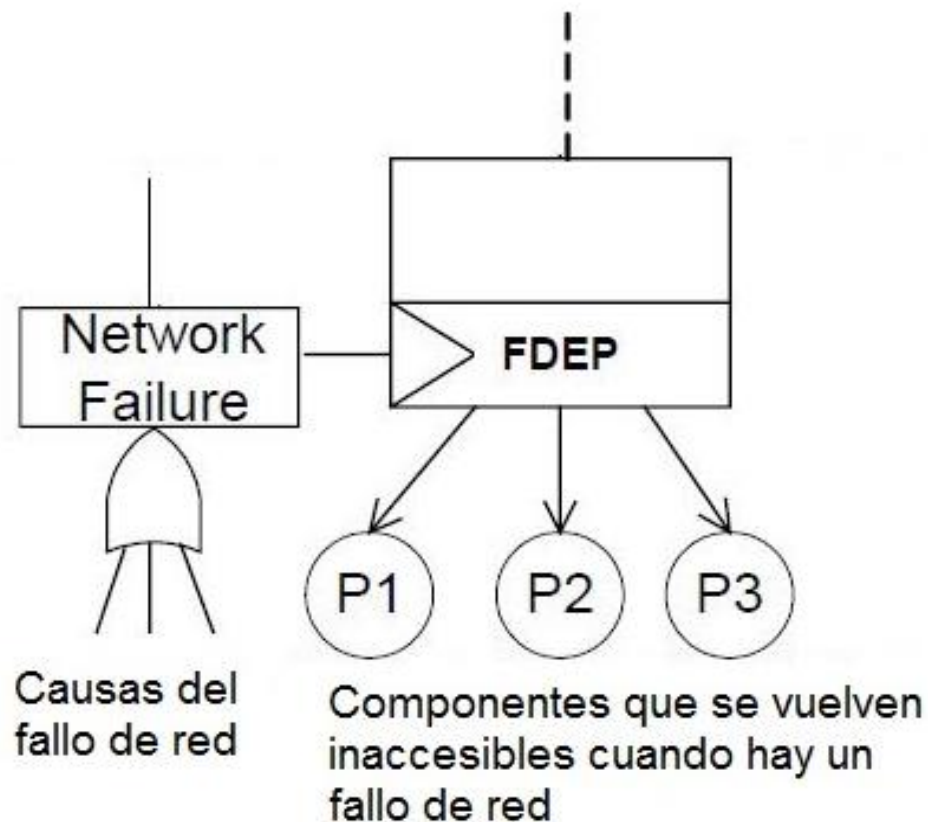 Network
Failure
FDEP
P1
P2
P3
Causas del
fallo de red
Componentes que se vuelven
inaccesibles cuando hay un
fallo de red